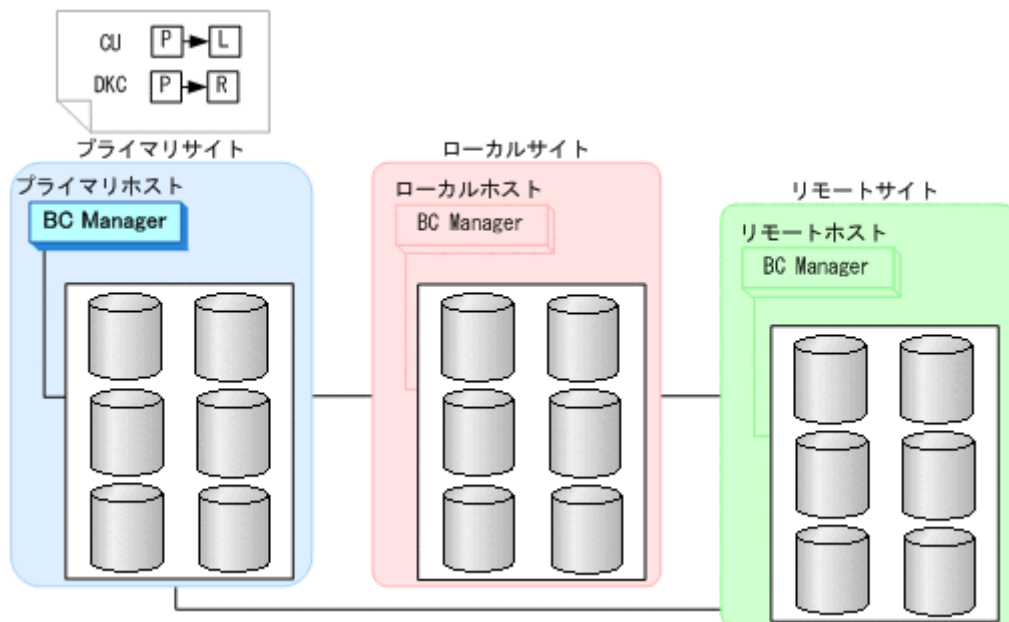 CU P L
DKC P R
プライマリサイト
プライマリホスト
BC Manager
ローカルサイト
ローカルホスト
BC Manager
リモートサイト
リモートホスト
BC Manager